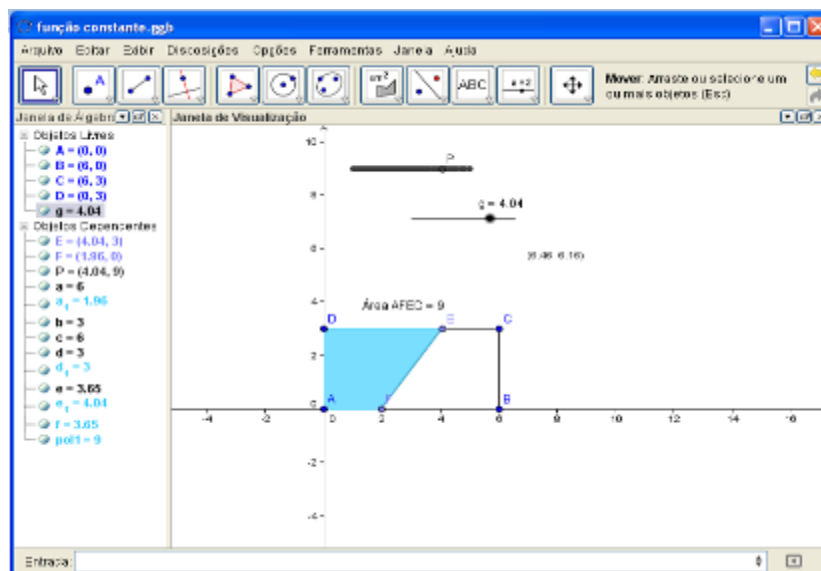 função constante.ggb
Arquivo Editar Exibir Disposições Opções Ferramentas Janela Ajuda
ABC
a=2
Mover: Arraste ou selecione um
ou mais objetos (Esc)
Janela de Álgebri
Janela de Visualização
Objetos Livres
A = (0, 0)
B = (6, 0)
C = (6, 3)
D = (0, 3)
g = 4.04
Objetos Dependentes
E = (4.04, 3)
F = (1.96, 0)
P = (4.04, 9)
a = 6
a₁ = 1.96
b = 3
c = 6
d = 3
d₁ = 3
e = 3.65
e₁ = 4.04
f = 3.65
pol1 = 9
10
P
8
g = 4.04
6
(6.46, 6.16)
4
Área AFED = 9
D
E
C
2
A
F
B
0
-4
-2
0
2
4
6
8
10
12
14
16
-2
-4
Entrada: